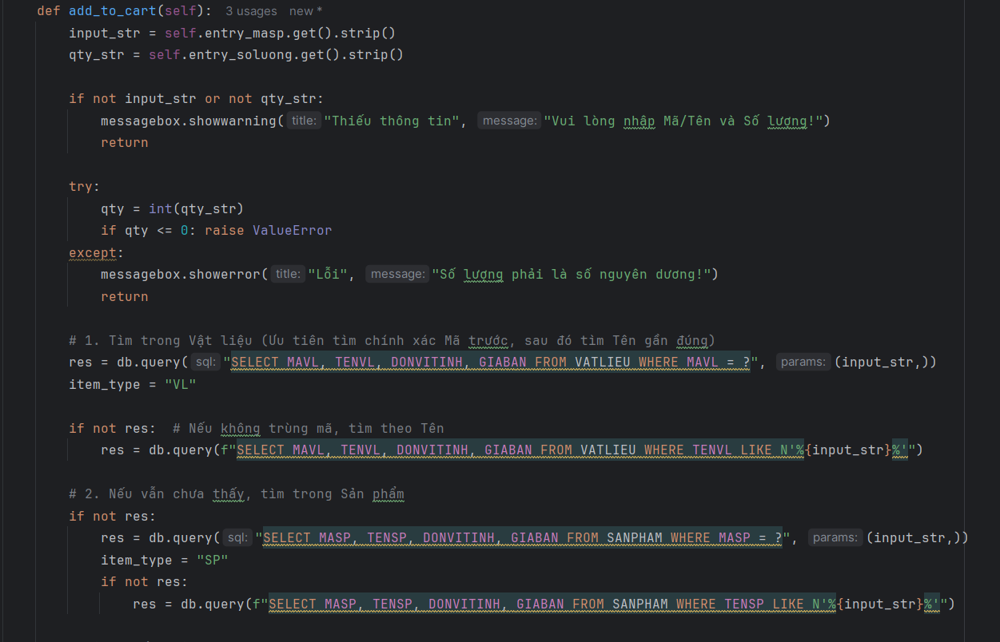 def add_to_cart(self): 3 usages new *
input_str = self.entry_masp.get().strip()
qty_str = self.entry_soluong.get().strip()
if not input_str or not qty_str:
messagebox.showwarning( title: "Thiếu thông tin", message: "Vui lòng nhập Mã/Tên và Số lượng!")
return
try:
qty = int(qty_str)
if qty <= 0: raise ValueError
except:
messagebox.showerror( title: "Lỗi", message: "Số lượng phải là số nguyên dương!")
return
# 1. Tìm trong Vật liệu (Ưu tiên tìm chính xác Mã trước, sau đó tìm Tên gần đúng)
res = db.query( sql: "SELECT MAVL, TENVL, DONVITINH, GIABAN FROM VATLIEU WHERE MAVL = ?", params: (input_str,))
item_type = "VL"
if not res:  # Nếu không trùng mã, tìm theo Tên
res = db.query(f"SELECT MAVL, TENVL, DONVITINH, GIABAN FROM VATLIEU WHERE TENVL LIKE N'%{input_str}%'")
# 2. Nếu vẫn chưa thấy, tìm trong Sản phẩm
if not res:
res = db.query( sql: "SELECT MASP, TENSP, DONVITINH, GIABAN FROM SANPHAM WHERE MASP = ?", params: (input_str,))
item_type = "SP"
if not res:
res = db.query(f"SELECT MASP, TENSP, DONVITINH, GIABAN FROM SANPHAM WHERE TENSP LIKE N'%{input_str}%'")